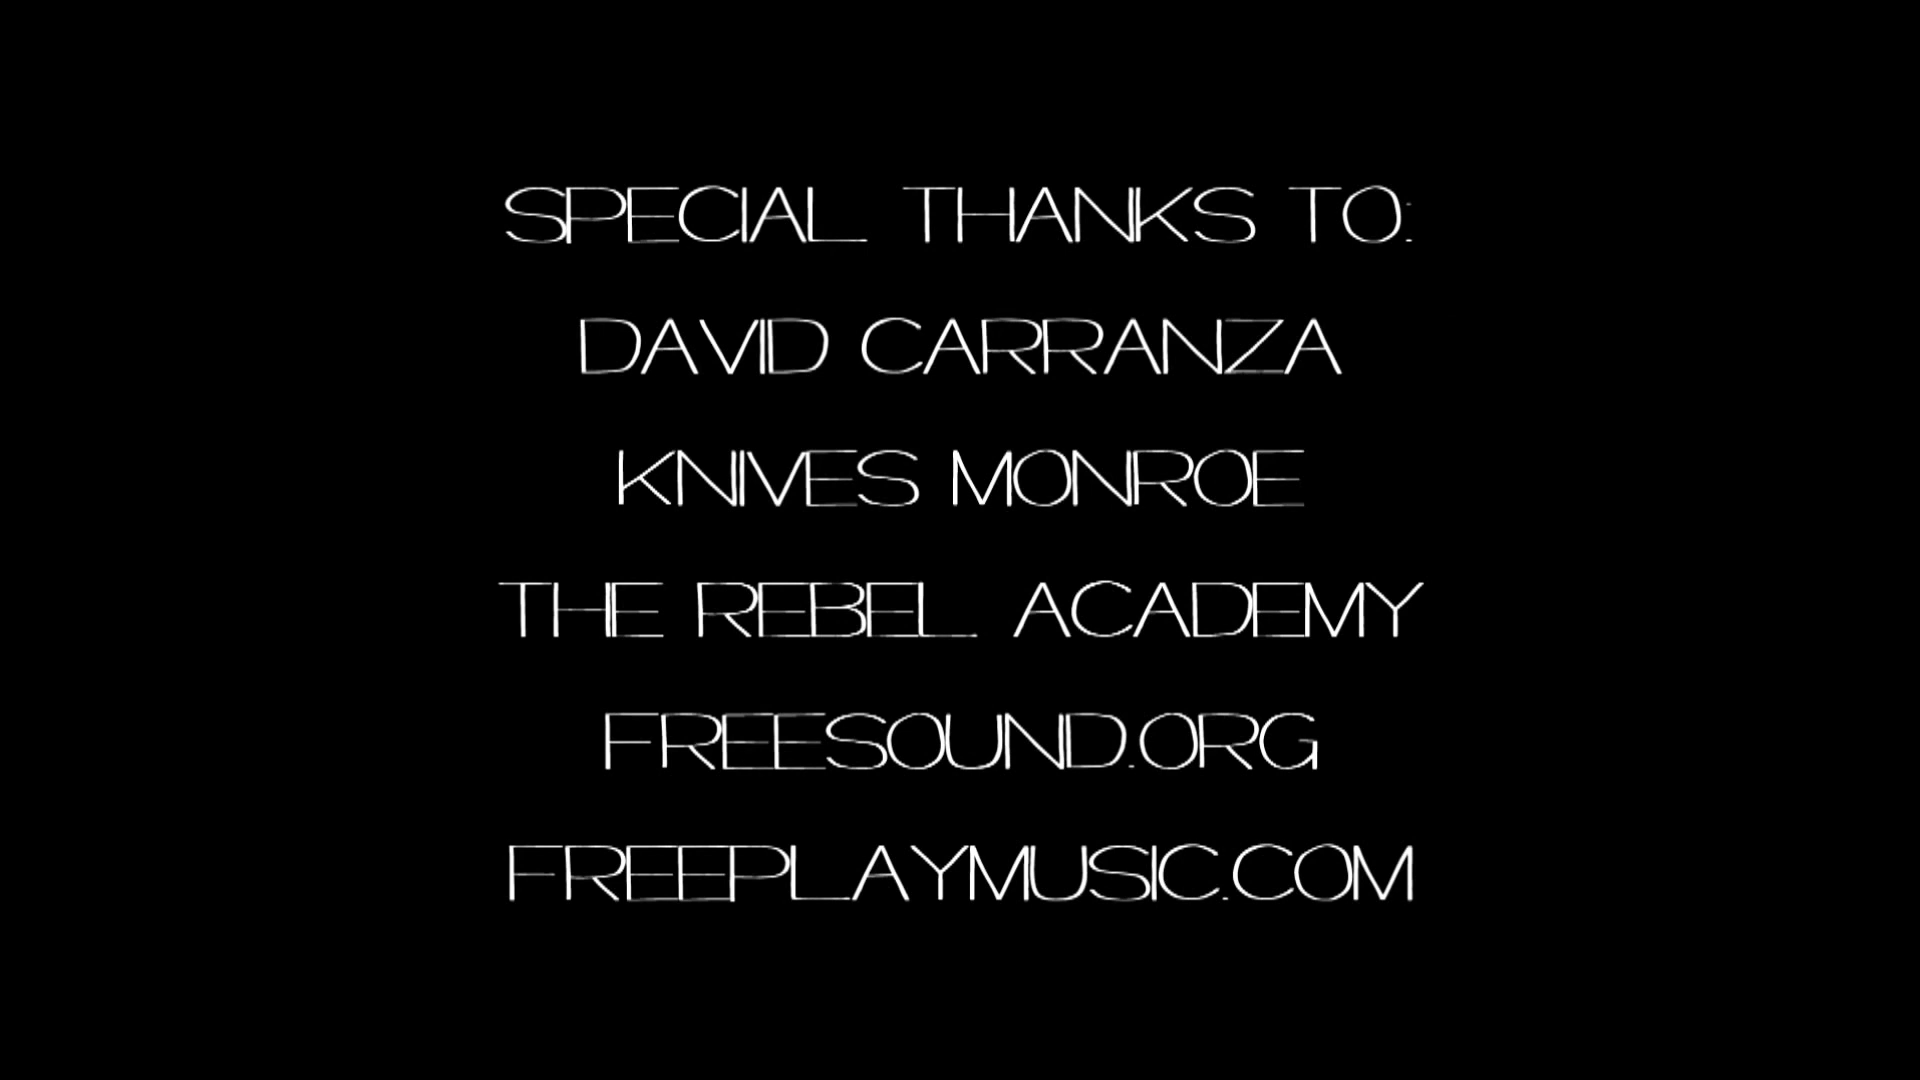 SPECIAL THANKS TO:
DAVID CARRANZA
KNIVES MONROE
THE REBEL ACADEMY
FREESOUND.ORG
FREEPLAYMUSIC.COM